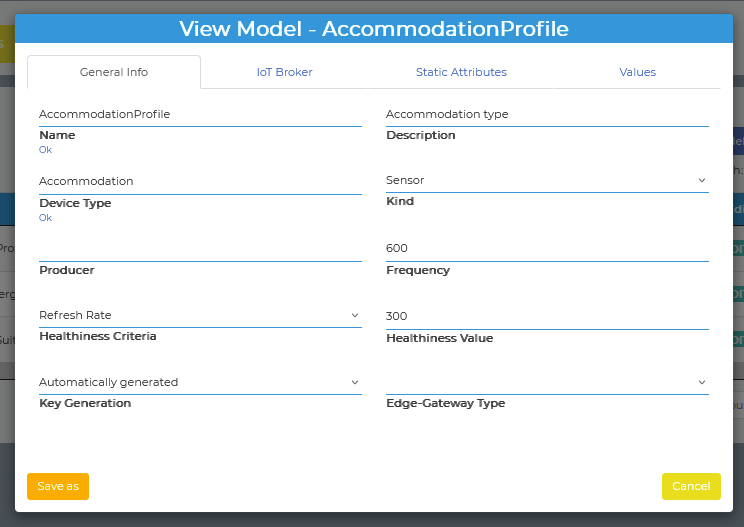 View Model - AccommodationProfile
General Info
IoT Broker
Static Attributes
Values
AccommodationProfile
Accommodation type
Name
Description
Ok
Accommodation
Sensor
Device Type
Kind
Ok
600
Producer
Frequency
Refresh Rate
300
Healthiness Criteria
Healthiness Value
Automatically generated
Key Generation
Edge-Gateway Type
Save as
Cancel